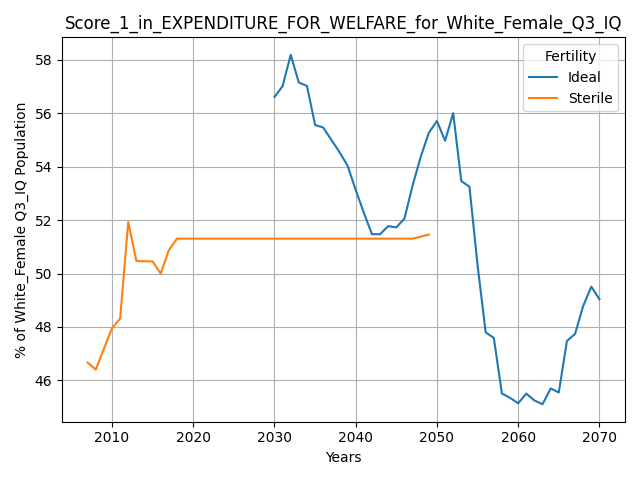 Score_1_in_EXPENDITURE_FOR_WELFARE_for_White_Female_Q3_IQ
Fertility
Ideal
Sterile
% of White_Female Q3_IQ Population
58
56
54
52
50
48
46
2010
2020
2030
2040
2050
2060
2070
Years